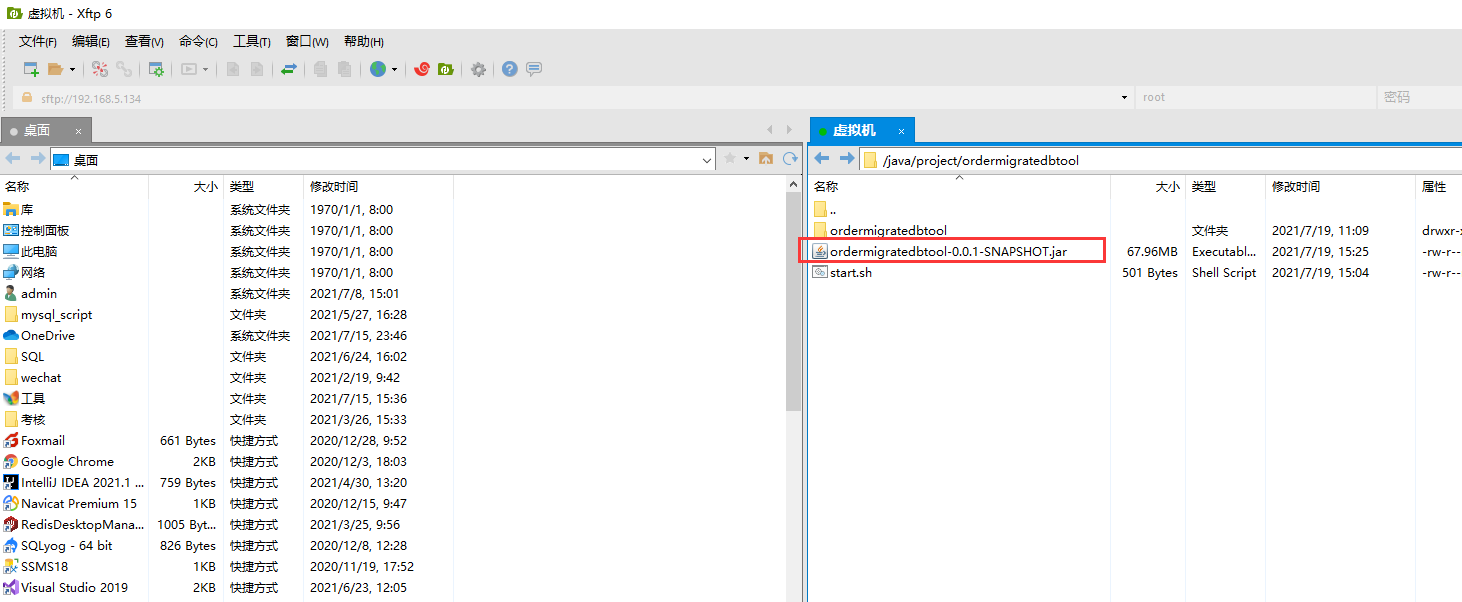 虚拟机 - Xftp 6
文件(F) 编辑(E) 查看(V) 命令(C) 工具(T) 窗口(W) 帮助(H)
sftp://192.168.5.134 root 密码
桌面 ×
桌面
名称 大小 类型 修改时间
库 系统文件夹 1970/1/1, 8:00
控制面板 系统文件夹 1970/1/1, 8:00
此电脑 系统文件夹 1970/1/1, 8:00
网络 系统文件夹 1970/1/1, 8:00
admin 系统文件夹 2021/7/8, 15:01
mysql_script 文件夹 2021/5/27, 16:28
OneDrive 系统文件夹 2021/7/15, 23:46
SQL 文件夹 2021/6/24, 16:02
wechat 文件夹 2021/2/19, 9:42
工具 文件夹 2021/7/15, 15:36
考核 文件夹 2021/3/26, 15:33
Foxmail 661 Bytes 快捷方式 2020/12/28, 9:52
Google Chrome 2KB 快捷方式 2020/12/3, 18:03
IntelliJ IDEA 2021.1 ... 759 Bytes 快捷方式 2021/4/30, 13:20
Navicat Premium 15 1KB 快捷方式 2020/12/15, 9:47
RedisDesktopMana... 1005 Byt... 快捷方式 2021/3/25, 9:56
SQLyog - 64 bit 826 Bytes 快捷方式 2020/12/8, 12:28
SSMS18 1KB 快捷方式 2020/11/19, 17:52
Visual Studio 2019 2KB 快捷方式 2021/6/23, 12:05
虚拟机 ×
/java/project/ordermigratedbtool
名称 大小 类型 修改时间 属性
..
ordermigratedbtool 文件夹 2021/7/19, 11:09 drwxr-x
ordermigratedbtool-0.0.1-SNAPSHOT.jar 67.96MB Executabl... 2021/7/19, 15:25 -rw-r--
start.sh 501 Bytes Shell Script 2021/7/19, 15:04 -rw-r--